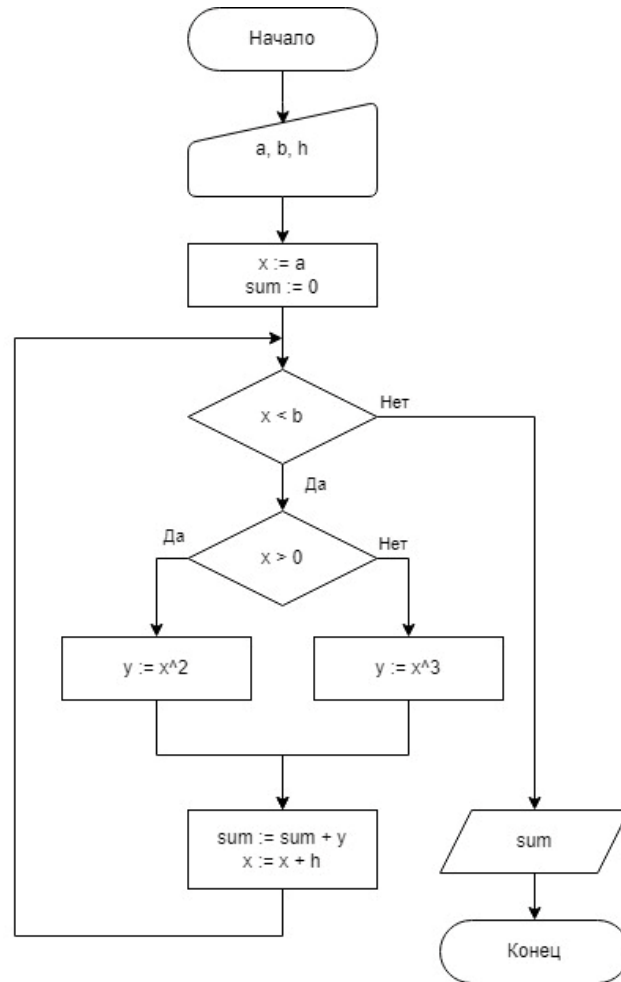 Начало
a, b, h
x := a
sum := 0
x < b
Нет
Да
Да
x > 0
Нет
y := x^2
y := x^3
sum := sum + y
x := x + h
sum
Конец